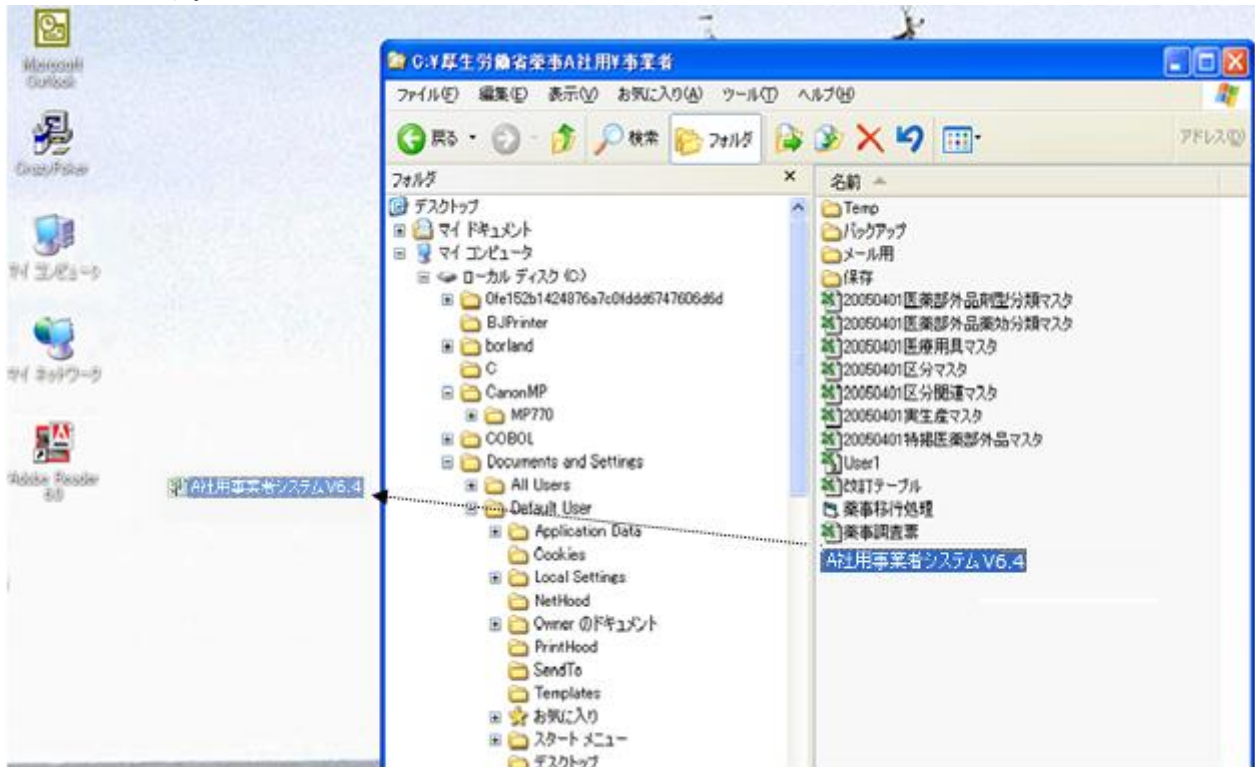 Microsoft
Outlook
マイ コンピュータ
マイ ネットワーク
Adobe Reader
6.0
A社用事業者システムV6.4
C:¥厚生労働省薬事A社用¥事業者
ファイル(F) 編集(E) 表示(V) お気に入り(A) ツール(T) ヘルプ(H)
戻る 検索 フォルダ アドレス(D)
フォルダ ×
デスクトップ
マイ ドキュメント
マイ コンピュータ
ローカル ディスク (C:)
BJPrinter
borland
C
CanonMP
MP770
COBOL
Documents and Settings
All Users
Default User
Application Data
Cookies
Local Settings
NetHood
Owner のドキュメント
PrintHood
SendTo
Templates
お気に入り
スタート メニュー
デスクトップ
名前
Temp
バックアップ
メール用
保存
20050401医薬部外品剤型分類マスタ
20050401医薬部外品薬効分類マスタ
20050401医療用具マスタ
20050401区分マスタ
20050401区分関連マスタ
20050401実生産マスタ
20050401特掲医薬部外品マスタ
User1
改訂テーブル
薬事移行処理
薬事調査票
A社用事業者システムV6.4